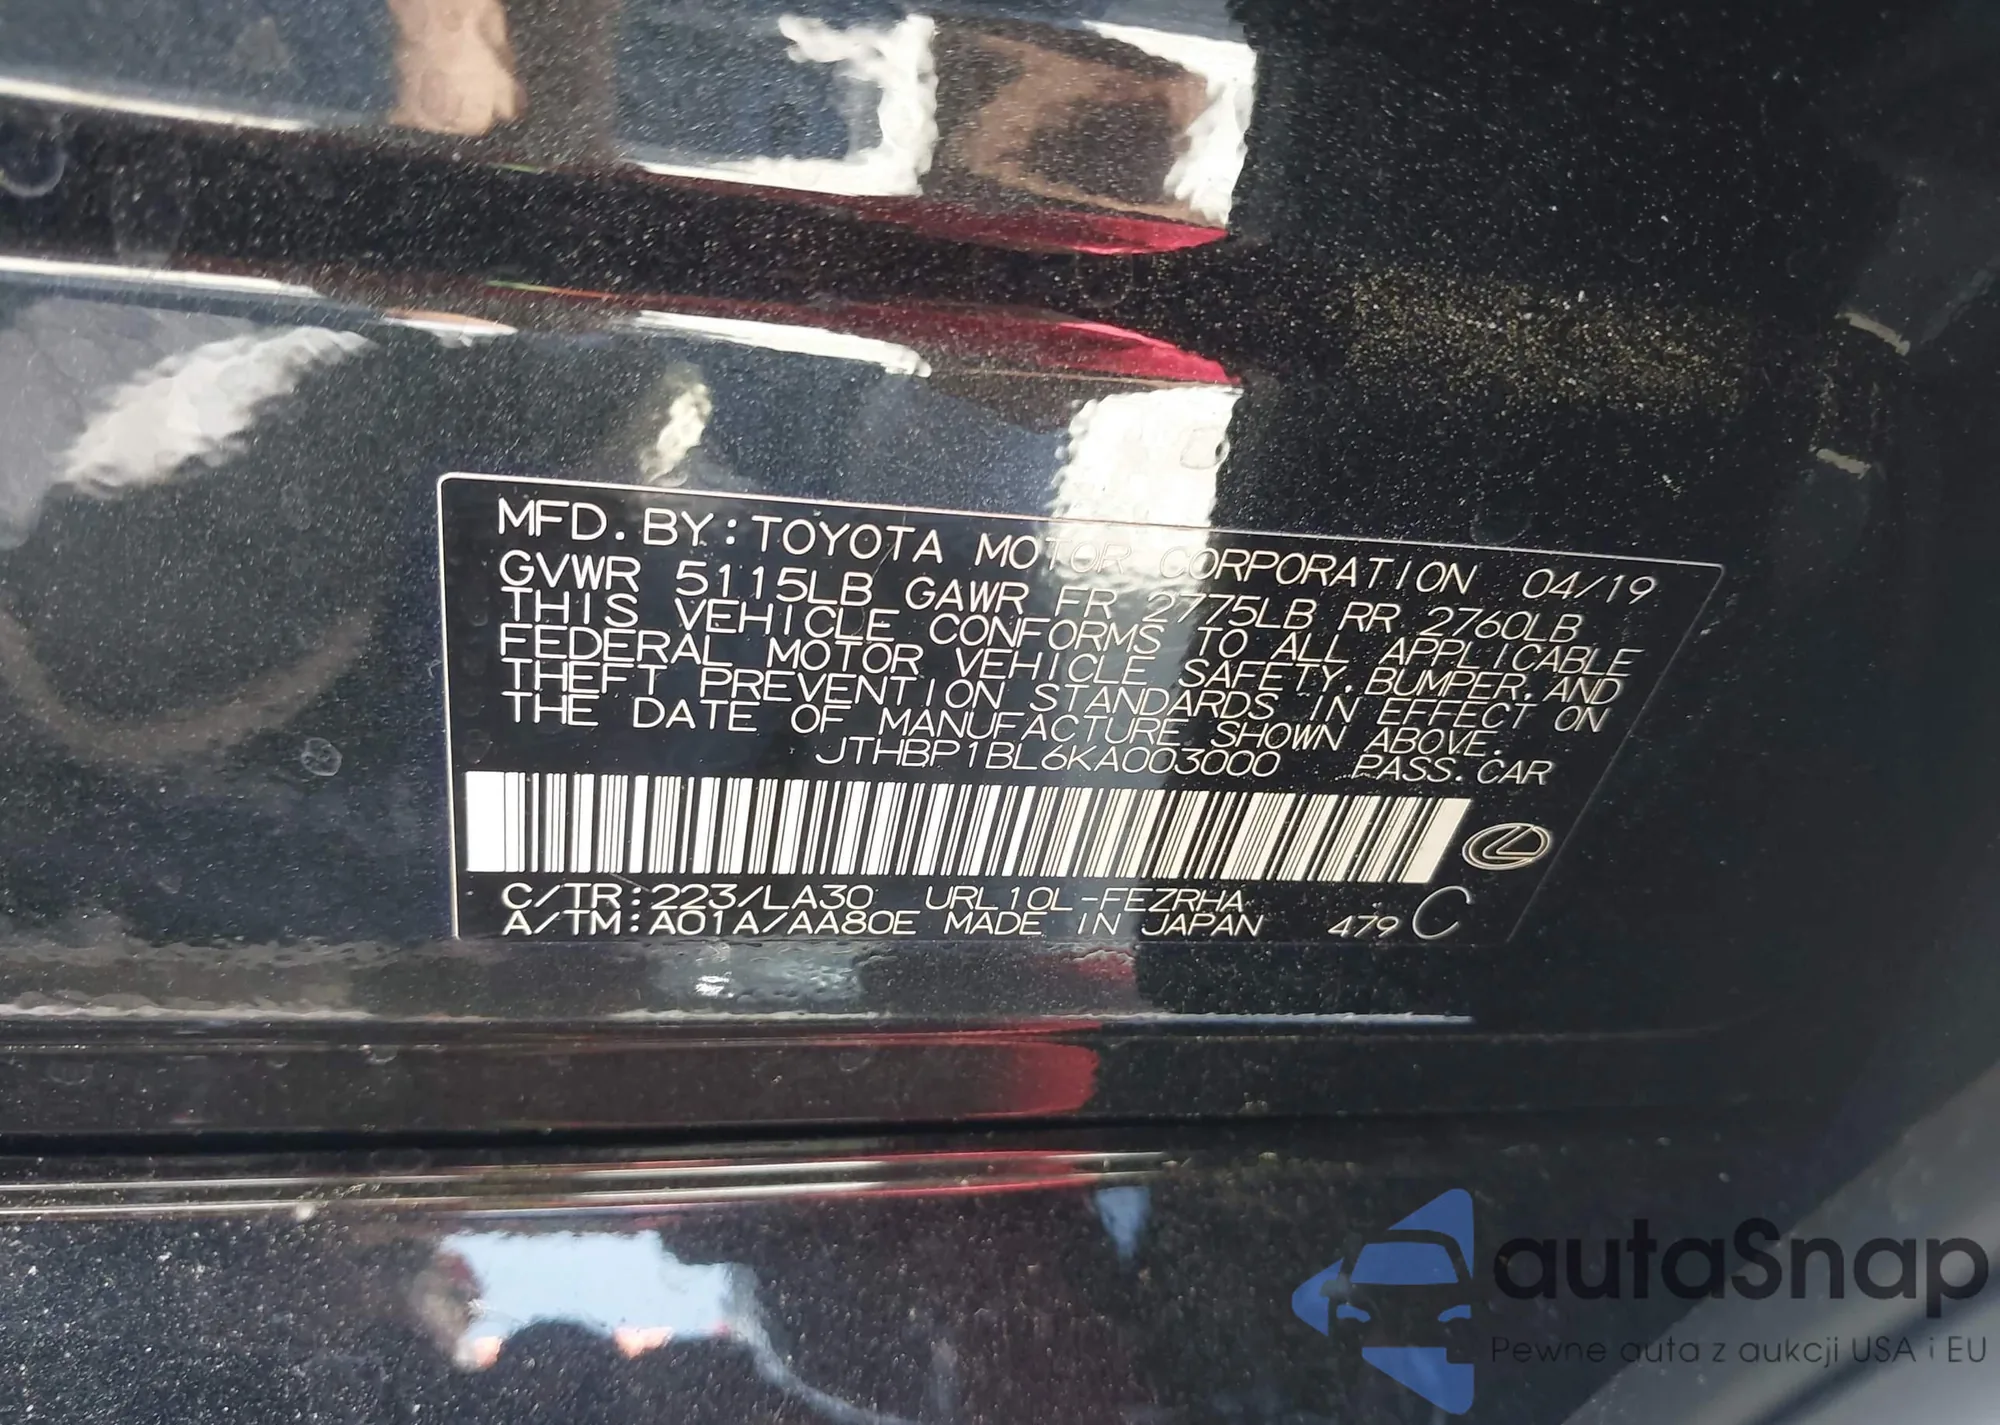 MFD. BY: TOYOTA MOTOR CORPORATION 04/19
GVWR 5115LB GAWR FR 2775LB RR 2760LB
THIS VEHICLE CONFORMS TO ALL APPLICABLE
FEDERAL MOTOR VEHICLE SAFETY, BUMPER, AND
THEFT PREVENTION STANDARDS IN EFFECT ON
THE DATE OF MANUFACTURE SHOWN ABOVE.
JTHBP1BL6KA003000 PASS. CAR
C/TR: 223/LA30 URL10L-FEZRHA
A/TM: A01A/AA80E MADE IN JAPAN 479 C
autaSnap
Pewne auta z aukcji USA i EU